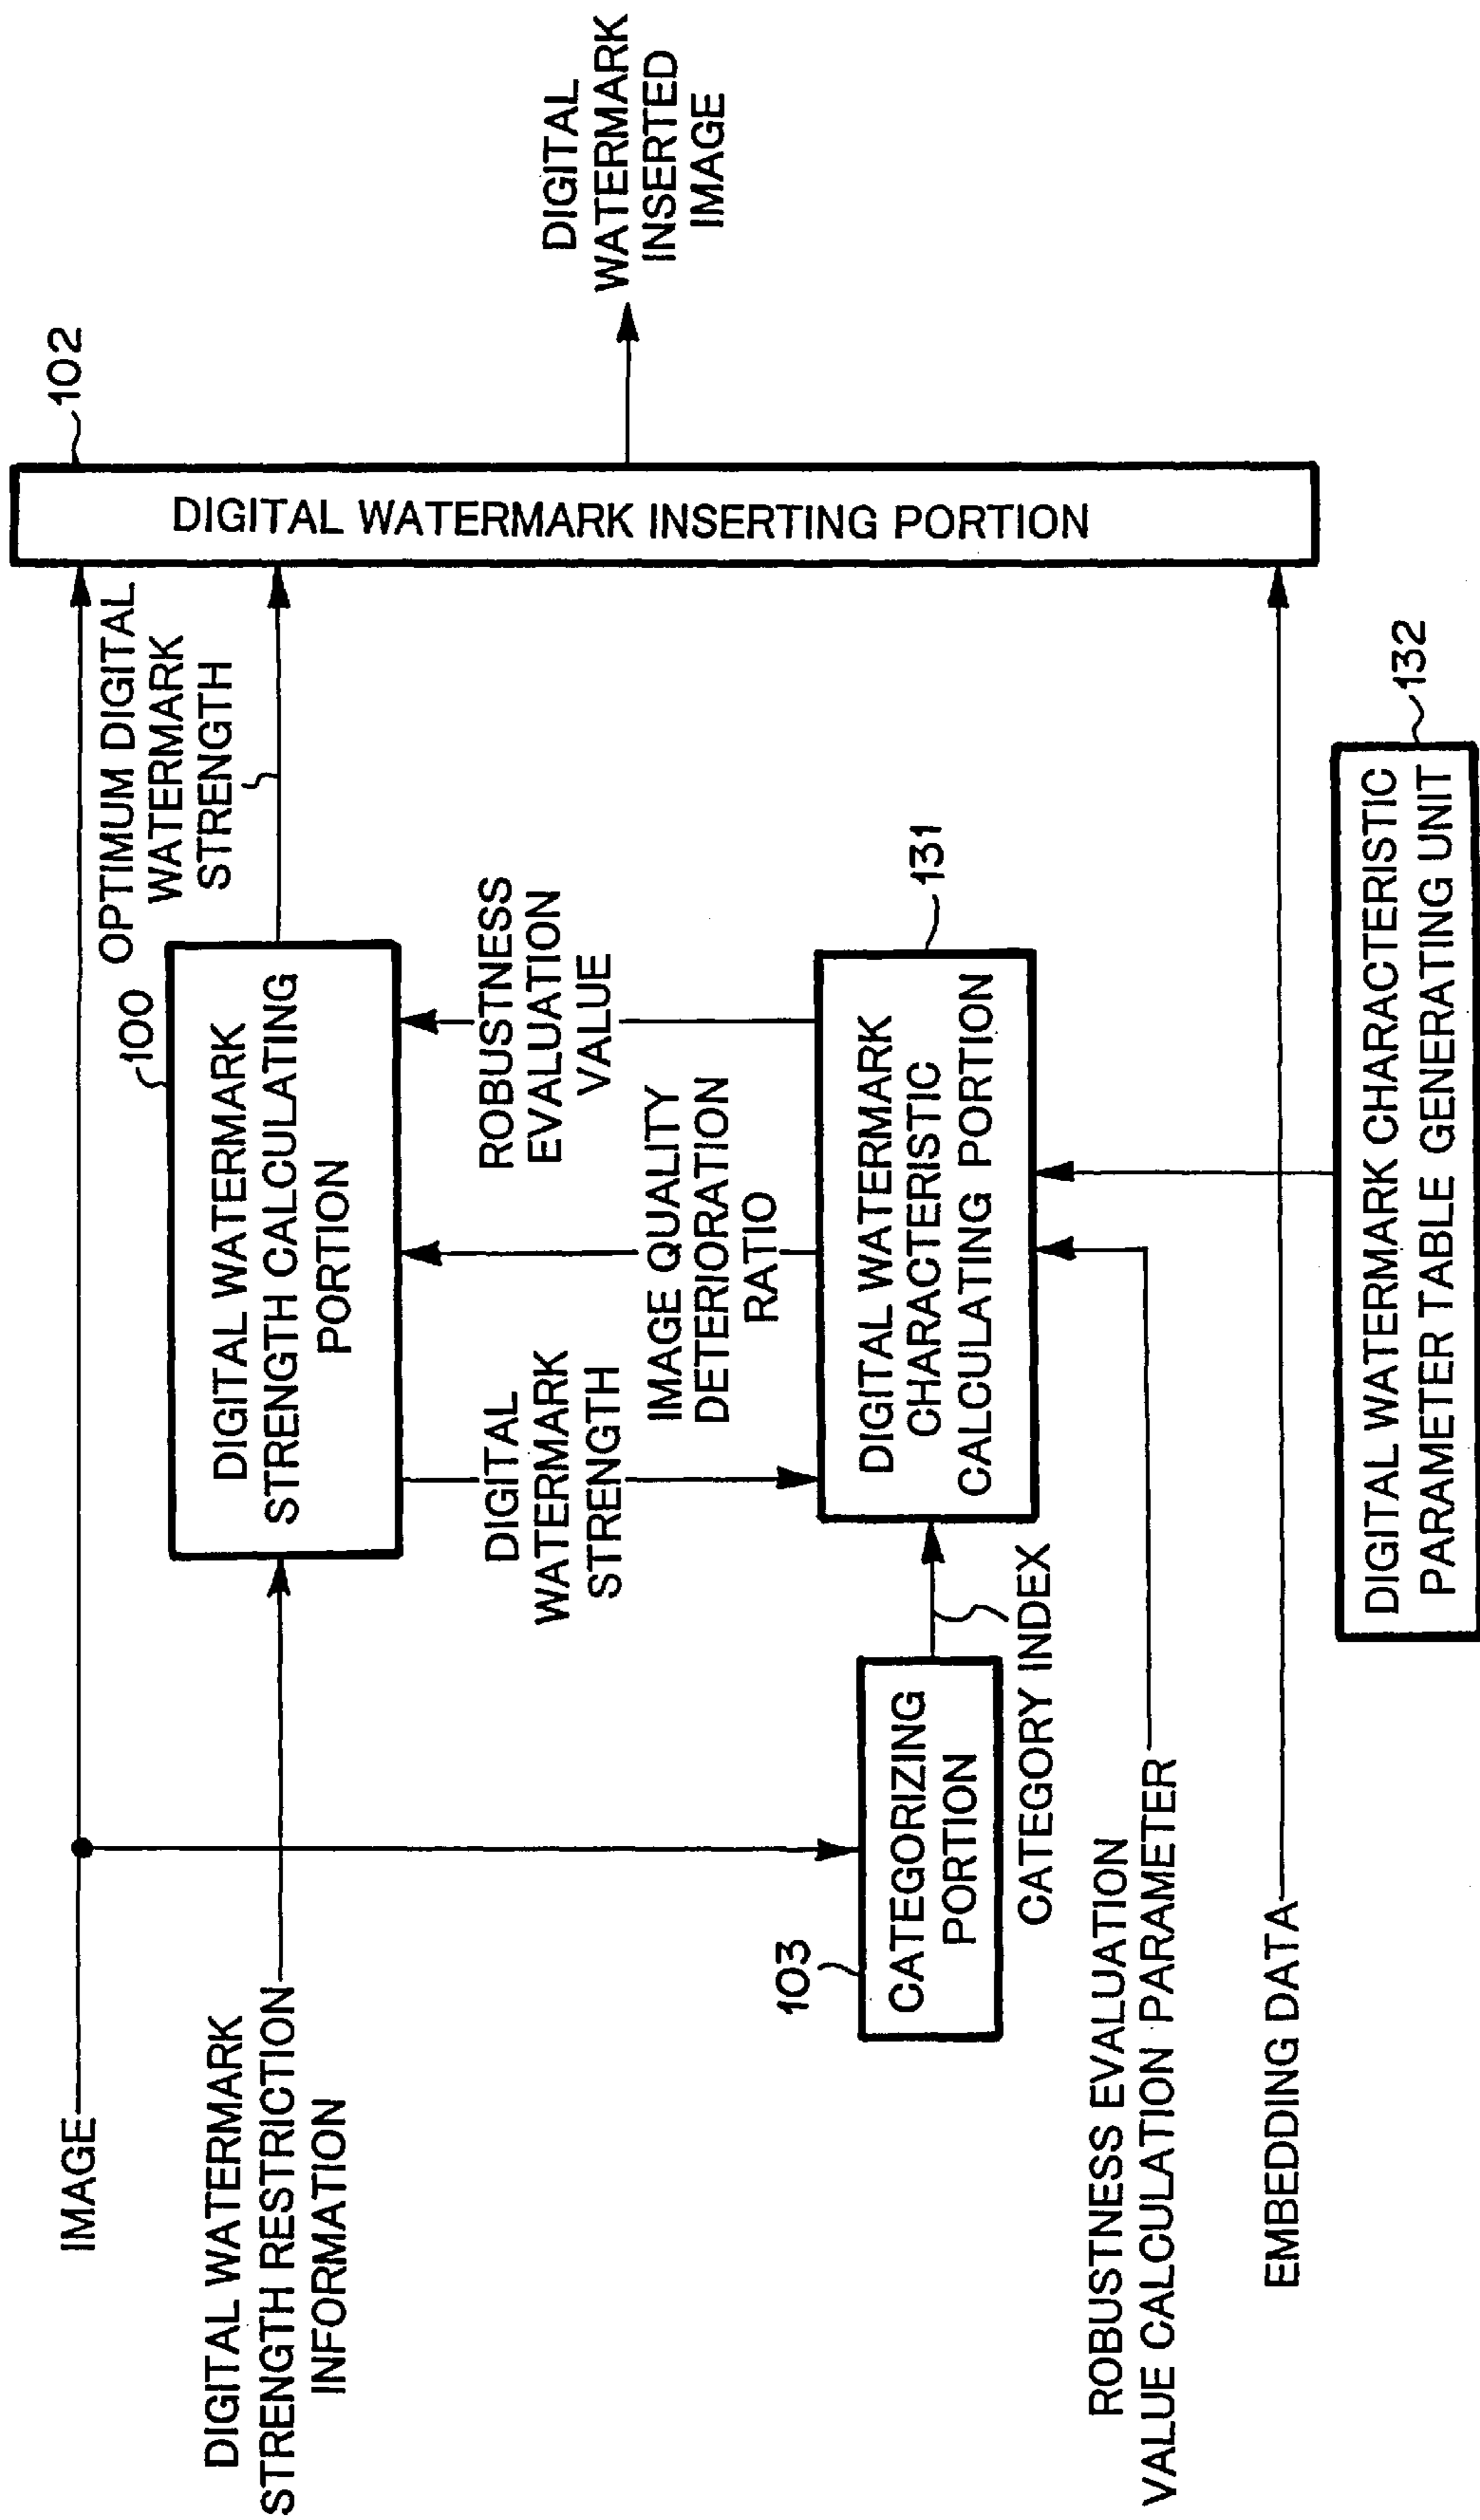 IMAGE
DIGITAL WATERMARK
STRENGTH RESTRICTION
INFORMATION
100
DIGITAL WATERMARK
STRENGTH CALCULATING
PORTION
OPTIMUM DIGITAL
WATERMARK
STRENGTH
102
DIGITAL WATERMARK INSERTING PORTION
DIGITAL
WATERMARK
INSERTED
IMAGE
DIGITAL
WATERMARK
STRENGTH
IMAGE QUALITY
DETERIORATION
RATIO
ROBUSTNESS
EVALUATION
VALUE
103
CATEGORIZING
PORTION
CATEGORY INDEX
131
DIGITAL WATERMARK
CHARACTERISTIC
CALCULATING PORTION
ROBUSTNESS EVALUATION
VALUE CALCULATION PARAMETER
EMBEDDING DATA
132
DIGITAL WATERMARK CHARACTERISTIC
PARAMETER TABLE GENERATING UNIT